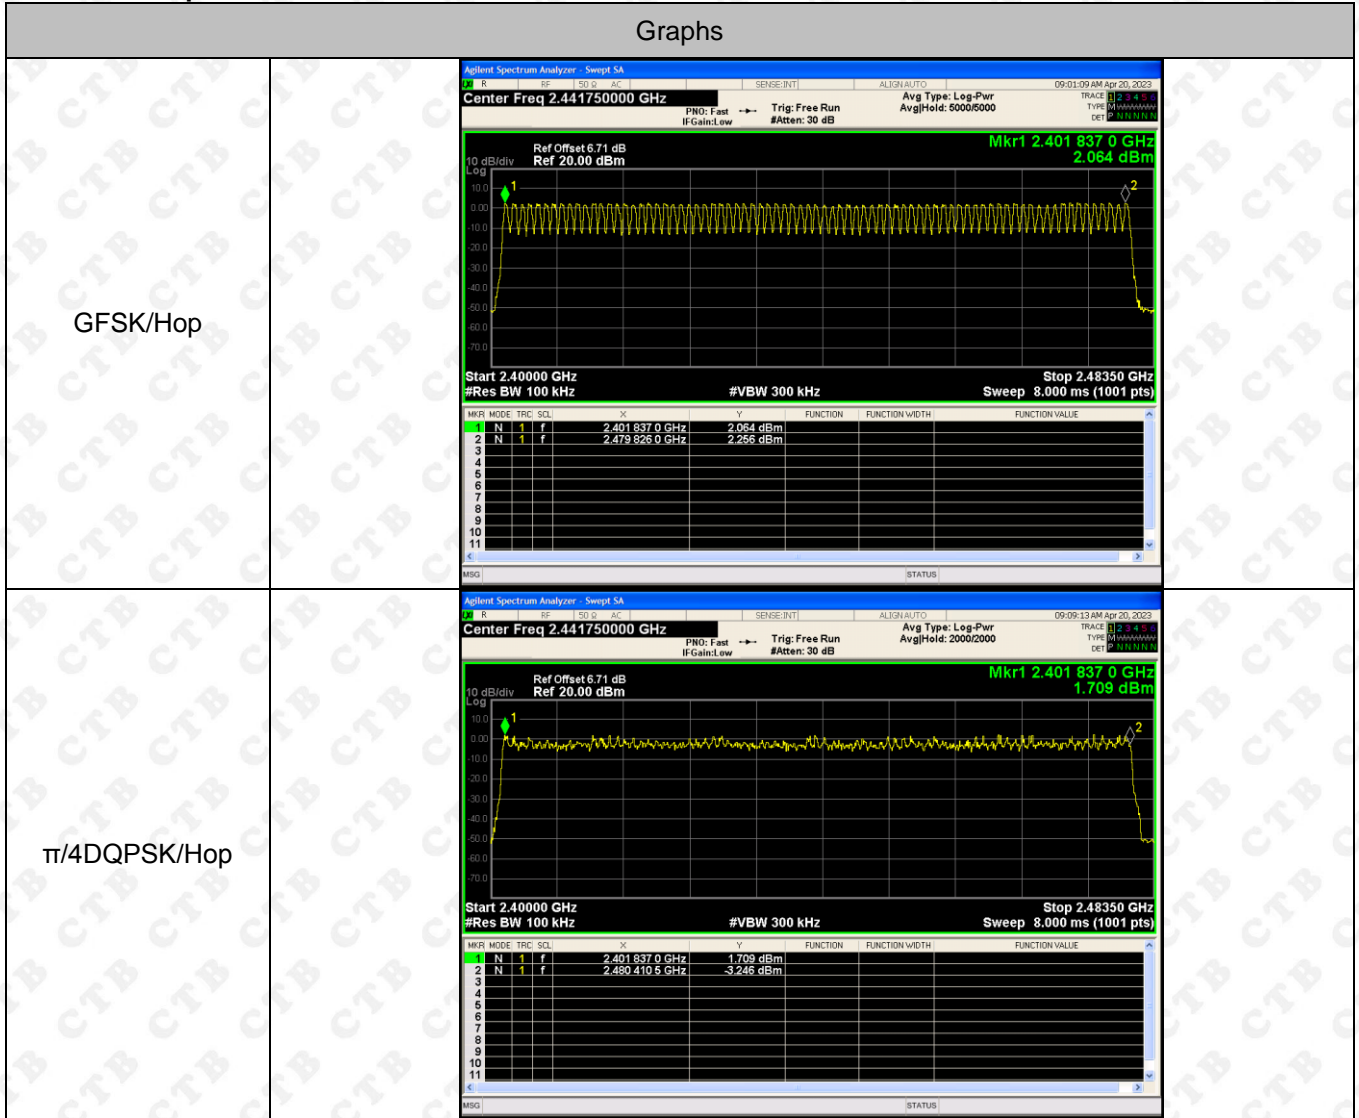 Graphs
GFSK/Hop
Agilent Spectrum Analyzer - Swept SA
R RF 50 Ω AC SENSE:INT ALIGN AUTO 09:01:09 AM Apr 20, 2023
Center Freq 2.441750000 GHz
PNO: Fast
IFGain:Low
Trig: Free Run
#Atten: 30 dB
Avg Type: Log-Pwr
Avg|Hold: 5000/5000
TRACE 1 2 3 4 5 6
TYPE M
DET P N N N N N
Mkr1 2.401 837 0 GHz
2.064 dBm
Ref Offset 6.71 dB
10 dB/div Ref 20.00 dBm
Log
10.0
0.00
-10.0
-20.0
-30.0
-40.0
-50.0
-60.0
-70.0
1
2
Start 2.40000 GHz Stop 2.48350 GHz
#Res BW 100 kHz #VBW 300 kHz Sweep 8.000 ms (1001 pts)
MKR MODE TRC SCL X Y FUNCTION FUNCTION WIDTH FUNCTION VALUE
1 N 1 f 2.401 837 0 GHz 2.064 dBm
2 N 1 f 2.479 826 0 GHz 2.256 dBm
3
4
5
6
7
8
9
10
11
MSG STATUS
π/4DQPSK/Hop
Agilent Spectrum Analyzer - Swept SA
R RF 50 Ω AC SENSE:INT ALIGN AUTO 09:09:13 AM Apr 20, 2023
Center Freq 2.441750000 GHz
PNO: Fast
IFGain:Low
Trig: Free Run
#Atten: 30 dB
Avg Type: Log-Pwr
Avg|Hold: 2000/2000
TRACE 1 2 3 4 5 6
TYPE M
DET P N N N N N
Mkr1 2.401 837 0 GHz
1.709 dBm
Ref Offset 6.71 dB
10 dB/div Ref 20.00 dBm
Log
10.0
0.00
-10.0
-20.0
-30.0
-40.0
-50.0
-60.0
-70.0
1
2
Start 2.40000 GHz Stop 2.48350 GHz
#Res BW 100 kHz #VBW 300 kHz Sweep 8.000 ms (1001 pts)
MKR MODE TRC SCL X Y FUNCTION FUNCTION WIDTH FUNCTION VALUE
1 N 1 f 2.401 837 0 GHz 1.709 dBm
2 N 1 f 2.480 410 5 GHz -3.246 dBm
3
4
5
6
7
8
9
10
11
MSG STATUS